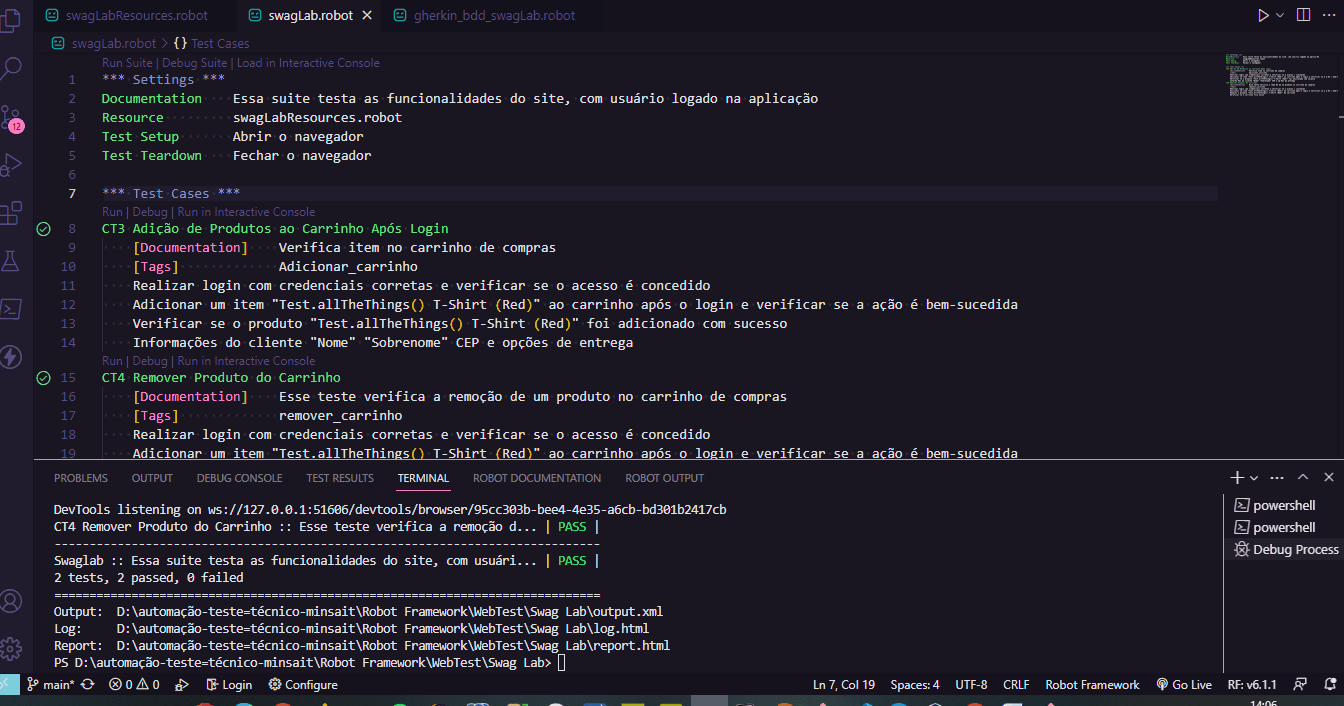 swagLabResources.robot
swagLab.robot
gherkin_bdd_swagLab.robot
swagLab.robot > {} Test Cases
Run Suite | Debug Suite | Load in Interactive Console
1 *** Settings ***
2 Documentation Essa suite testa as funcionalidades do site, com usuário logado na aplicação
3 Resource swagLabResources.robot
4 Test Setup Abrir o navegador
5 Test Teardown Fechar o navegador
6
7 *** Test Cases ***
Run | Debug | Run in Interactive Console
8 CT3 Adição de Produtos ao Carrinho Após Login
9 [Documentation] Verifica item no carrinho de compras
10 [Tags] Adicionar_carrinho
11 Realizar login com credenciais corretas e verificar se o acesso é concedido
12 Adicionar um item "Test.allTheThings() T-Shirt (Red)" ao carrinho após o login e verificar se a ação é bem-sucedida
13 Verificar se o produto "Test.allTheThings() T-Shirt (Red)" foi adicionado com sucesso
14 Informações do cliente "Nome" "Sobrenome" CEP e opções de entrega
Run | Debug | Run in Interactive Console
15 CT4 Remover Produto do Carrinho
16 [Documentation] Esse teste verifica a remoção de um produto no carrinho de compras
17 [Tags] remover_carrinho
18 Realizar login com credenciais corretas e verificar se o acesso é concedido
19 Adicionar um item "Test.allTheThings() T-Shirt (Red)" ao carrinho após o login e verificar se a ação é bem-sucedida
12
PROBLEMS OUTPUT DEBUG CONSOLE TEST RESULTS TERMINAL ROBOT DOCUMENTATION ROBOT OUTPUT
DevTools listening on ws://127.0.0.1:51606/devtools/browser/95cc303b-bee4-4e35-a6cb-bd301b2417cb
CT4 Remover Produto do Carrinho :: Esse teste verifica a remoção d... | PASS |
------------------------------------------------------------------------------
Swaglab :: Essa suite testa as funcionalidades do site, com usuári... | PASS |
2 tests, 2 passed, 0 failed
==============================================================================
Output: D:\automação-teste=técnico-minsait\Robot Framework\WebTest\Swag Lab\output.xml
Log: D:\automação-teste=técnico-minsait\Robot Framework\WebTest\Swag Lab\log.html
Report: D:\automação-teste=técnico-minsait\Robot Framework\WebTest\Swag Lab\report.html
PS D:\automação-teste=técnico-minsait\Robot Framework\WebTest\Swag Lab>
powershell
powershell
Debug Process
main* 0 0 Login Configure Ln 7, Col 19 Spaces: 4 UTF-8 CRLF Robot Framework Go Live RF: v6.1.1
14:06